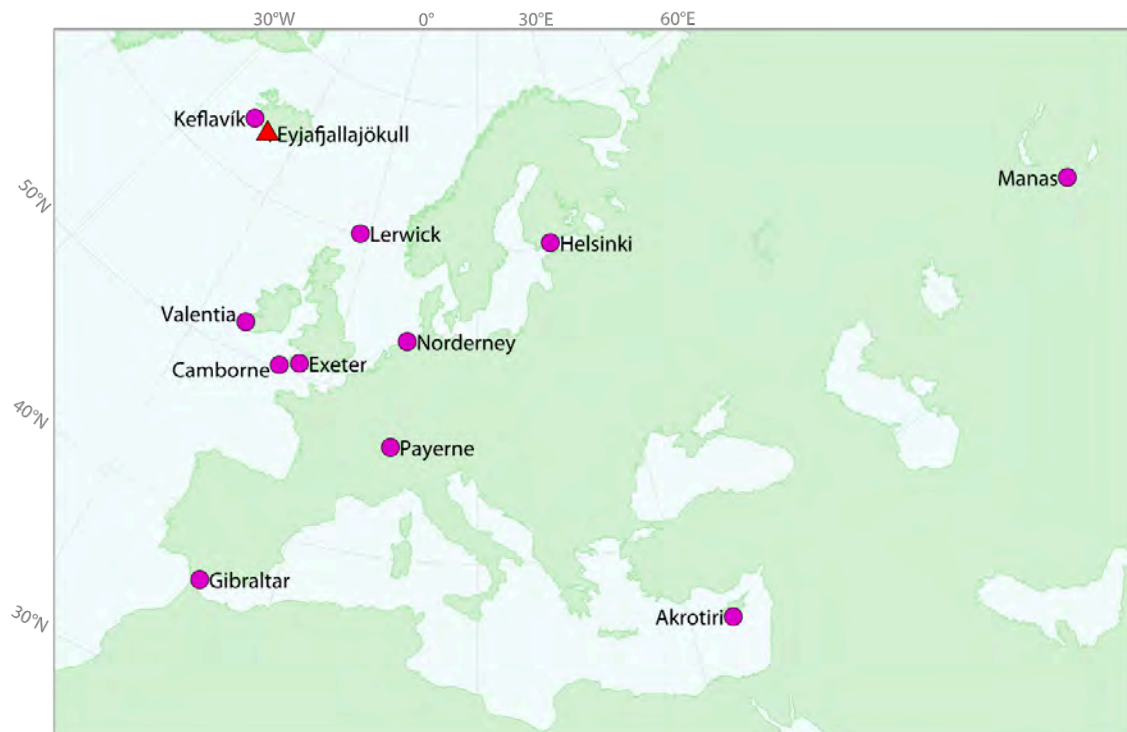 30°W 0° 30°E 60°E
Keflavík
Eyjafjallajökull
Manas
50°N
Lerwick
Helsinki
Valentia
Norderney
Camborne
Exeter
40°N
Payerne
Gibraltar
30°N
Akrotiri